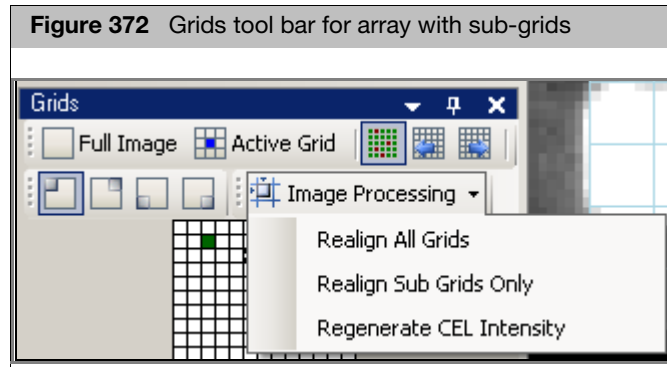 Figure 372 Grids tool bar for array with sub-grids
Grids
Full Image Active Grid
Image Processing
Realign All Grids
Realign Sub Grids Only
Regenerate CEL Intensity